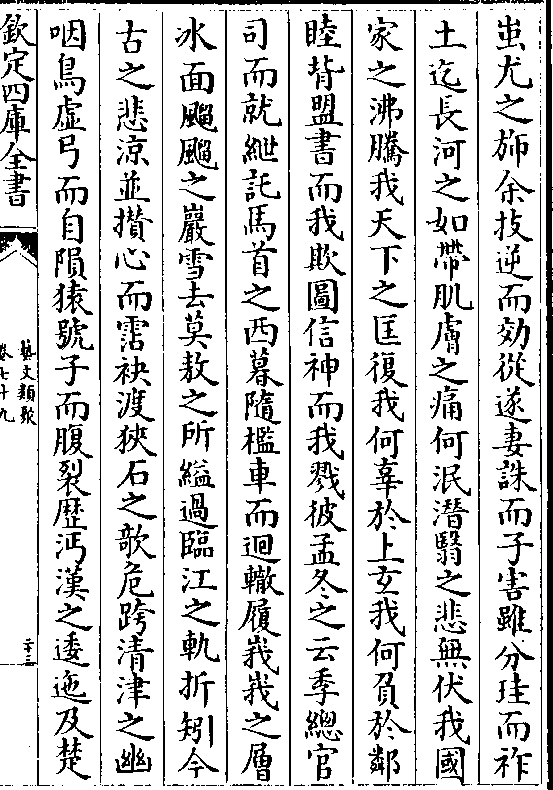 蚩尤之斾余技逆而効從遂妻誅而子害雖分珪而祚
土迄長河之如帶肌膚之痛何泯潛翳之悲無伏我國
家之沸騰我天下之匡復我何辜於上玄我何負於鄰
睦背盟書而我欺圖信神而我戮彼孟冬之云季總官
司而就紲託馬首之西暮隨檻車而迴轍履峩峩之層
冰面飈飈之巖雪去莫敖之所縊過臨江之軌折矧今
古之悲涼並攅心而霑袂渡狹石之欹危跨清津之幽
咽鳥虛弓而自隕猿號子而腹裂歴沔漢之逶迤及楚
欽定四庫全書
藝文類聚
卷七十九
二十三